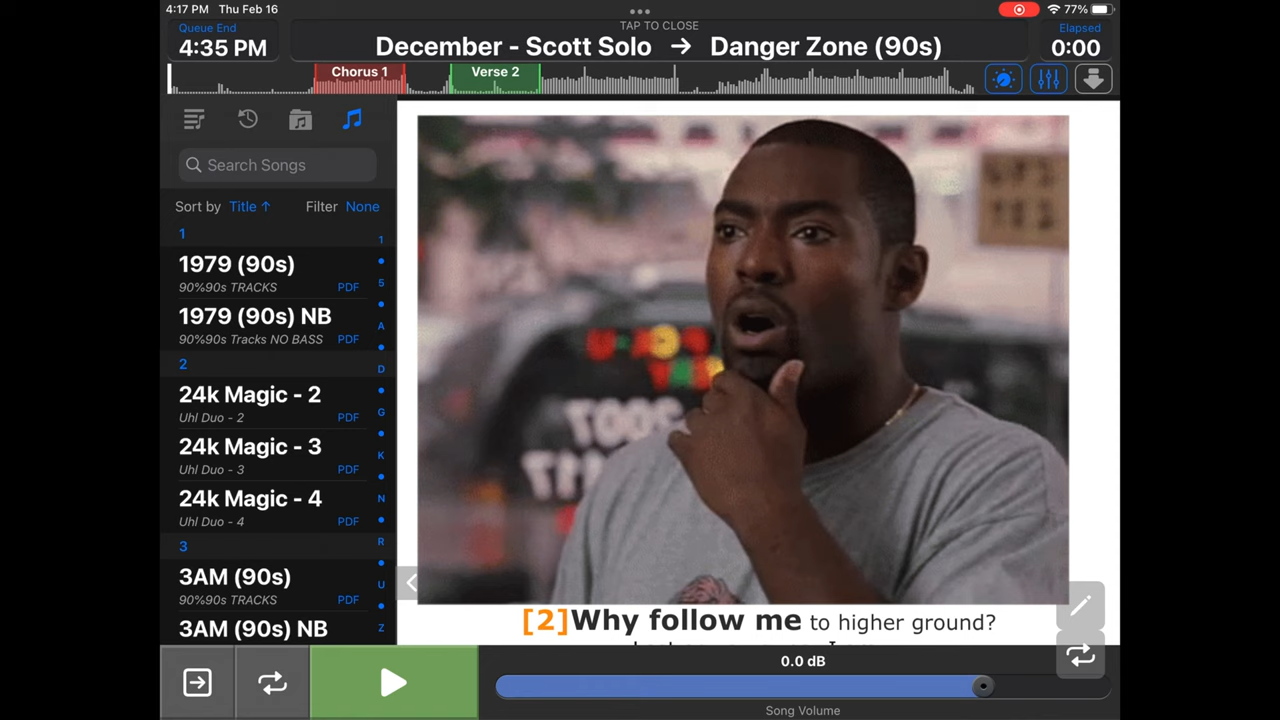 4:17 PM Thu Feb 16
77%
Queue End
4:35 PM
TAP TO CLOSE
December - Scott Solo → Danger Zone (90s)
Elapsed
0:00
Chorus 1
Verse 2
Search Songs
Sort by Title ↑ Filter None
1
1979 (90s)
90%90s TRACKS PDF
1979 (90s) NB
90%90s Tracks NO BASS PDF
2
24k Magic - 2
Uhl Duo - 2 PDF
24k Magic - 3
Uhl Duo - 3 PDF
24k Magic - 4
Uhl Duo - 4 PDF
3
3AM (90s)
90%90s TRACKS PDF
3AM (90s) NB
1
5
A
D
G
K
N
R
U
Z
[2]Why follow me to higher ground?
0.0 dB
Song Volume